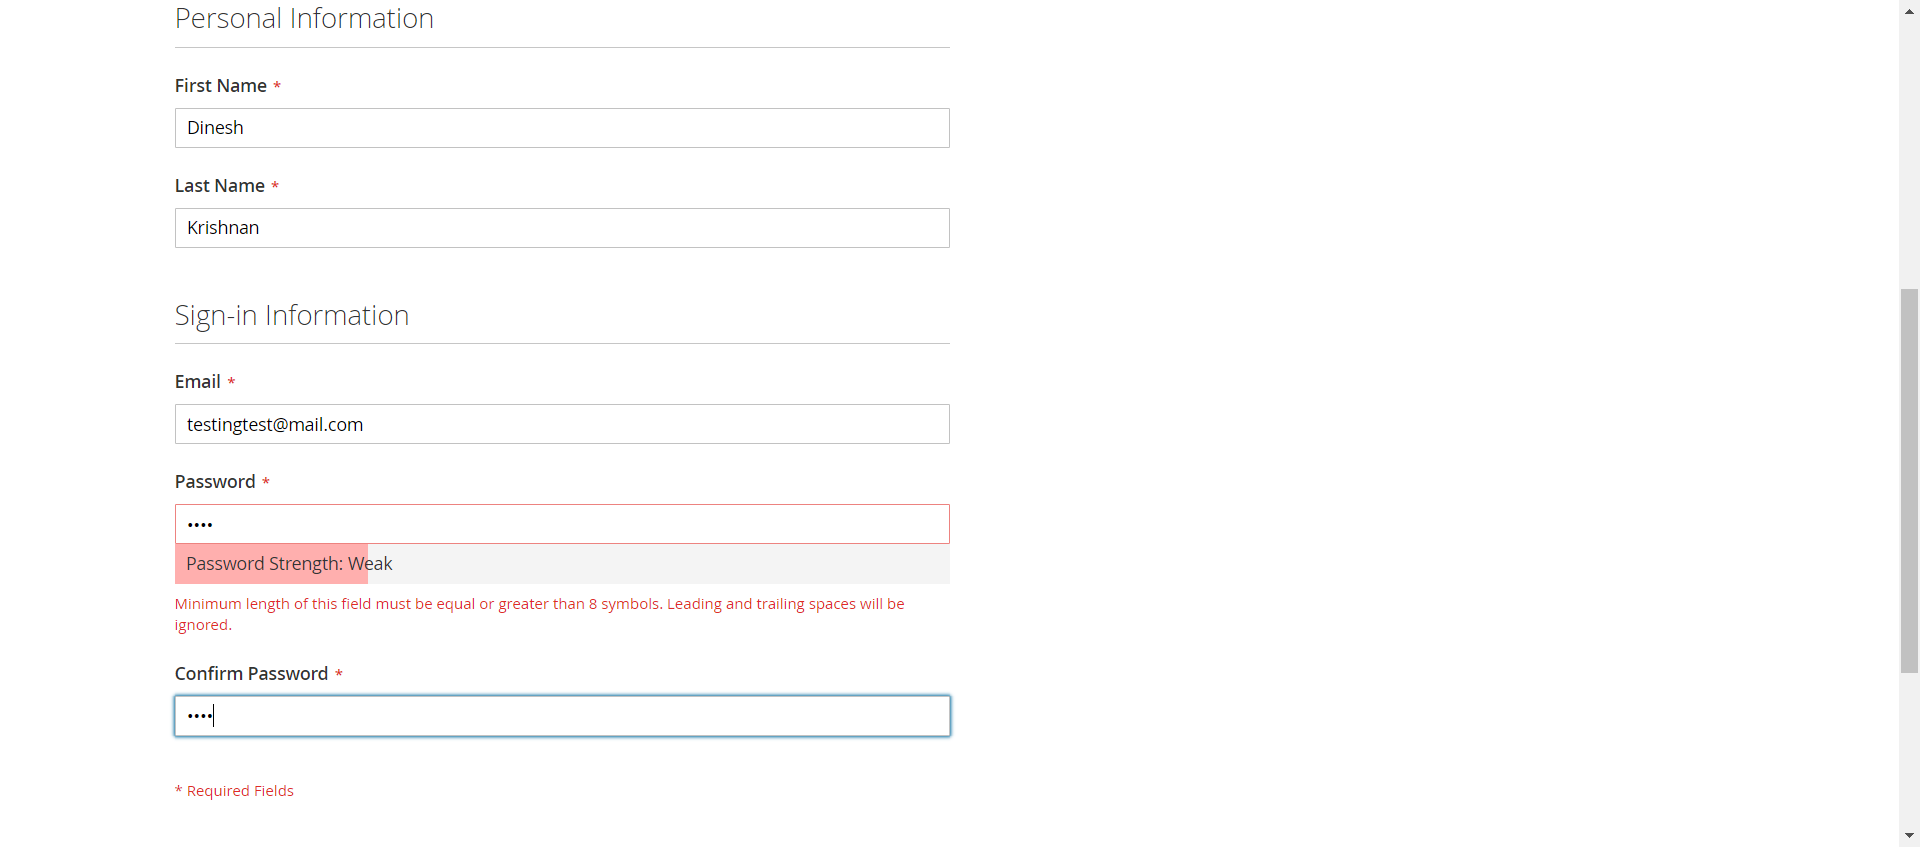 Personal Information
First Name *
Dinesh
Last Name *
Krishnan
Sign-in Information
Email *
testingtest@mail.com
Password *
••••
Password Strength: Weak
Minimum length of this field must be equal or greater than 8 symbols. Leading and trailing spaces will be
ignored.
Confirm Password *
••••
* Required Fields